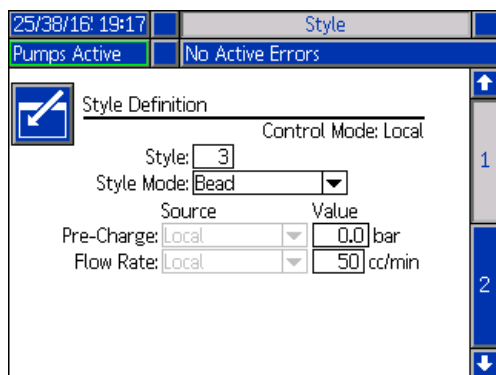 25/38/16! 19:17 Style
Pumps Active No Active Errors
Style Definition
Control Mode: Local
1
Style: 3
Style Mode: Bead
Source Value
Pre-Charge: Local 0.0 bar
Flow Rate: Local 50 cc/min
2